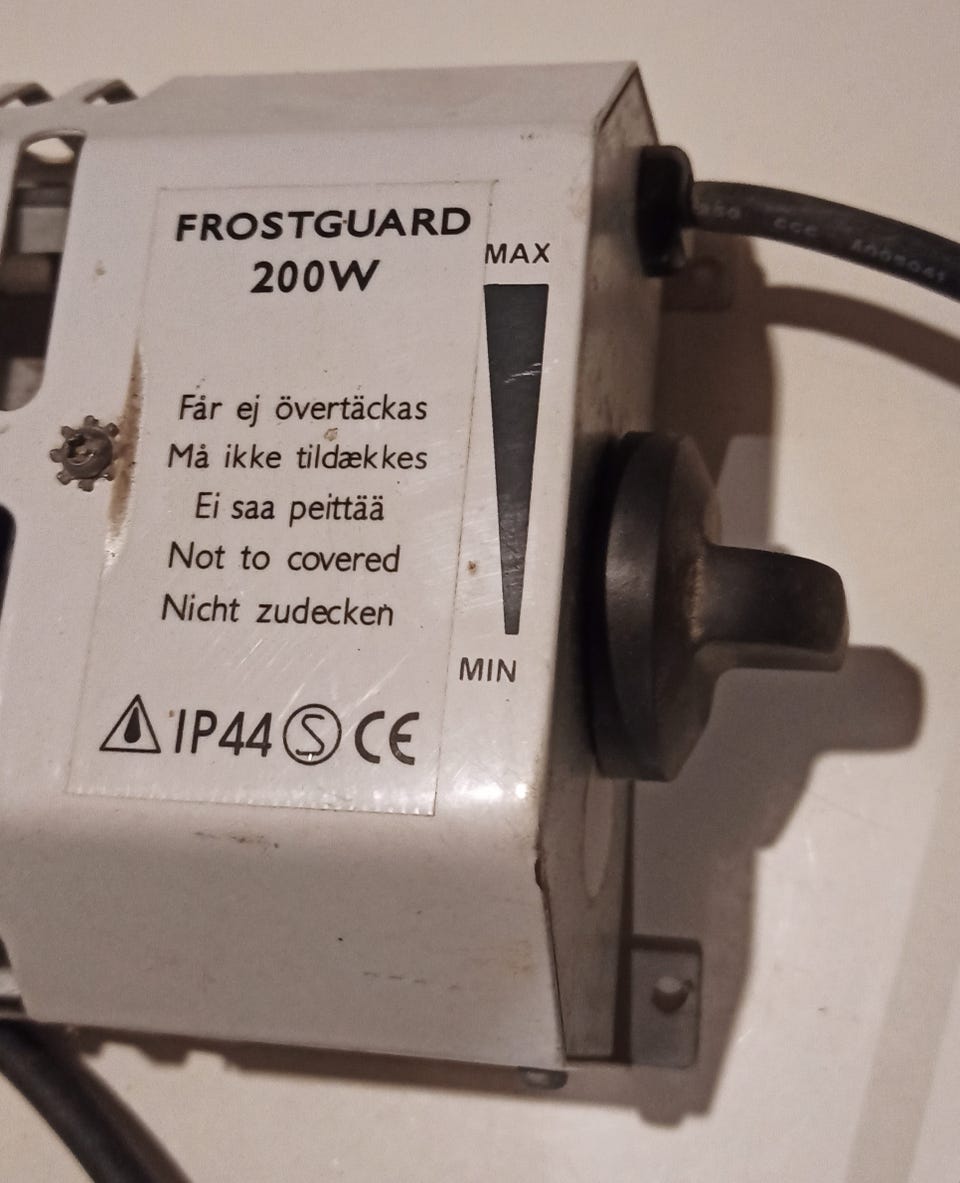 FROSTGUARD
200W
MAX
Får ej övertäckas
Må ikke tildækkes
Ei saa peittää
Not to covered
Nicht zudecken
MIN
IP44 S CE